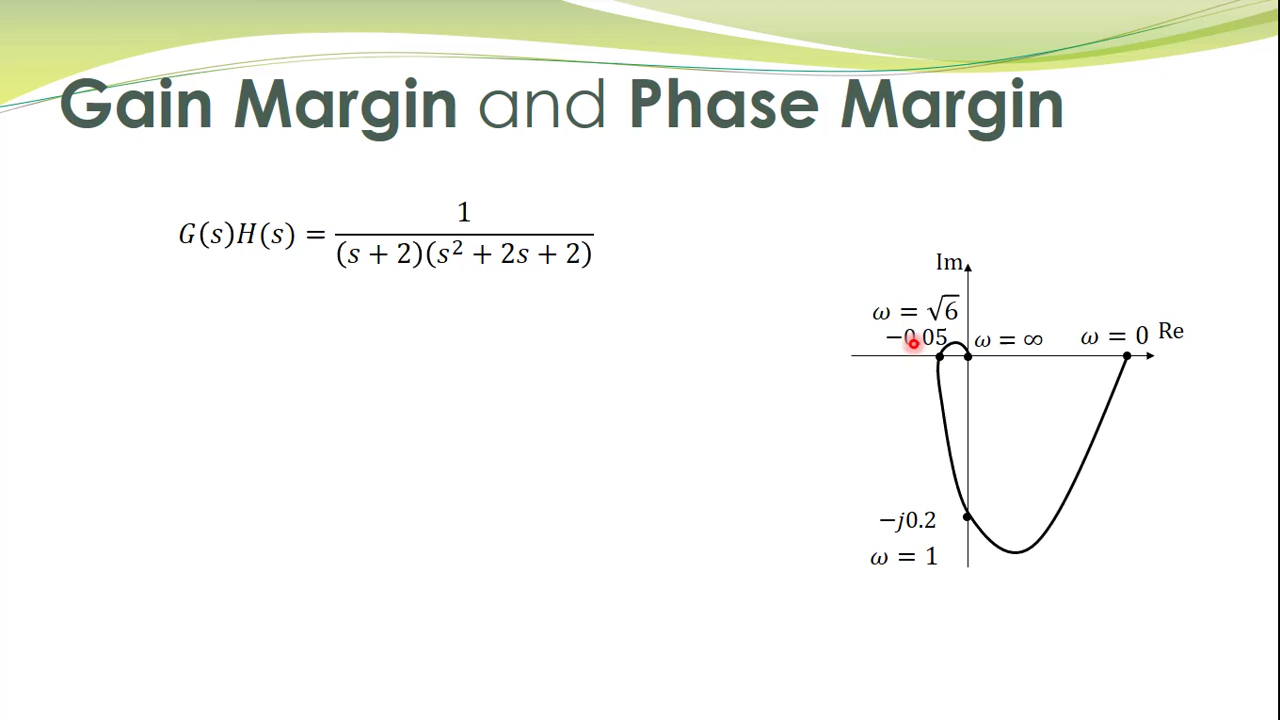 Gain Margin and Phase Margin
G(s)H(s) = 1 / ((s + 2)(s² + 2s + 2))
Im
ω = √6
−0.05
ω = ∞
ω = 0
Re
−j0.2
ω = 1